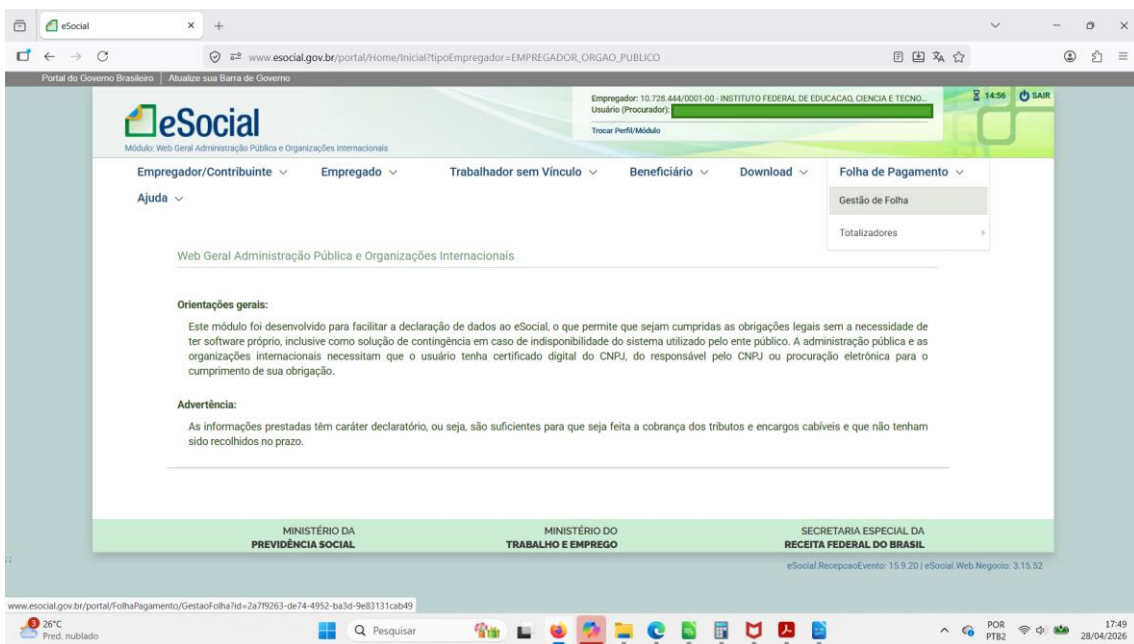 eSocial
www.esocial.gov.br/portal/Home/Inicial?tipoEmpregador=EMPREGADOR_ORGAO_PUBLICO
Portal do Governo Brasileiro | Atualize sua Barra de Governo
eSocial
Módulo: Web Geral Administração Pública e Organizações Internacionais
Empregador: 10.728.444/0001-00 - INSTITUTO FEDERAL DE EDUCACAO, CIENCIA E TECNO...
Usuário (Procurador):
Trocar Perfil/Módulo
14:56 SAIR
Empregador/Contribuinte Empregado Trabalhador sem Vínculo Beneficiário Download Folha de Pagamento
Ajuda
Gestão de Folha
Totalizadores
Web Geral Administração Pública e Organizações Internacionais
Orientações gerais:
Este módulo foi desenvolvido para facilitar a declaração de dados ao eSocial, o que permite que sejam cumpridas as obrigações legais sem a necessidade de
ter software próprio, inclusive como solução de contingência em caso de indisponibilidade do sistema utilizado pelo ente público. A administração pública e as
organizações internacionais necessitam que o usuário tenha certificado digital do CNPJ, do responsável pelo CNPJ ou procuração eletrônica para o
cumprimento de sua obrigação.
Advertência:
As informações prestadas têm caráter declaratório, ou seja, são suficientes para que seja feita a cobrança dos tributos e encargos cabíveis e que não tenham
sido recolhidos no prazo.
MINISTÉRIO DA
PREVIDÊNCIA SOCIAL
MINISTÉRIO DO
TRABALHO E EMPREGO
SECRETARIA ESPECIAL DA
RECEITA FEDERAL DO BRASIL
eSocial.RecepcaoEvento: 15.9.20 | eSocial.Web.Negocio: 3.15.52
www.esocial.gov.br/portal/FolhaPagamento/GestaoFolha?id=2a7f9263-de74-4952-ba3d-9e83131cab49
3
26°C
Pred. nublado
Pesquisar
POR
PTB2
17:49
28/04/2026